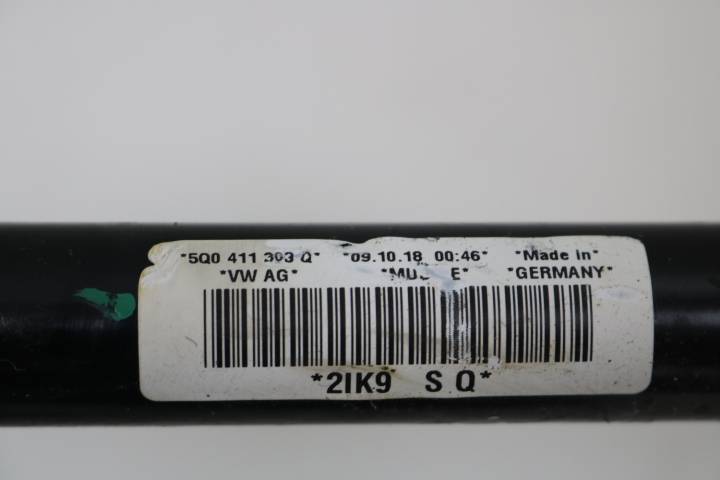 *5Q0 411 303 Q* *09.10.18 00:46* *Made in*
*VW AG* *GERMANY*
*2IK9 S Q*